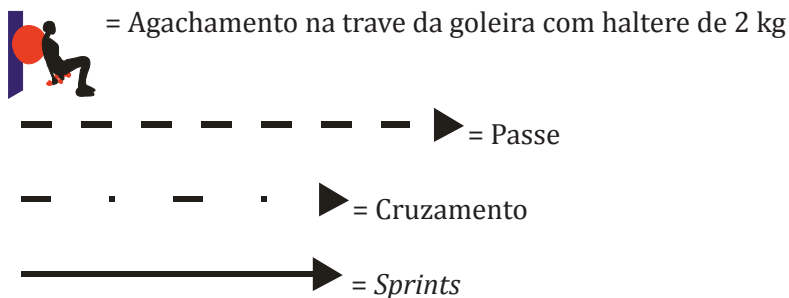 = Agachamento na trave da goleira com haltere de 2 kg
= Passe
= Cruzamento
= Sprints